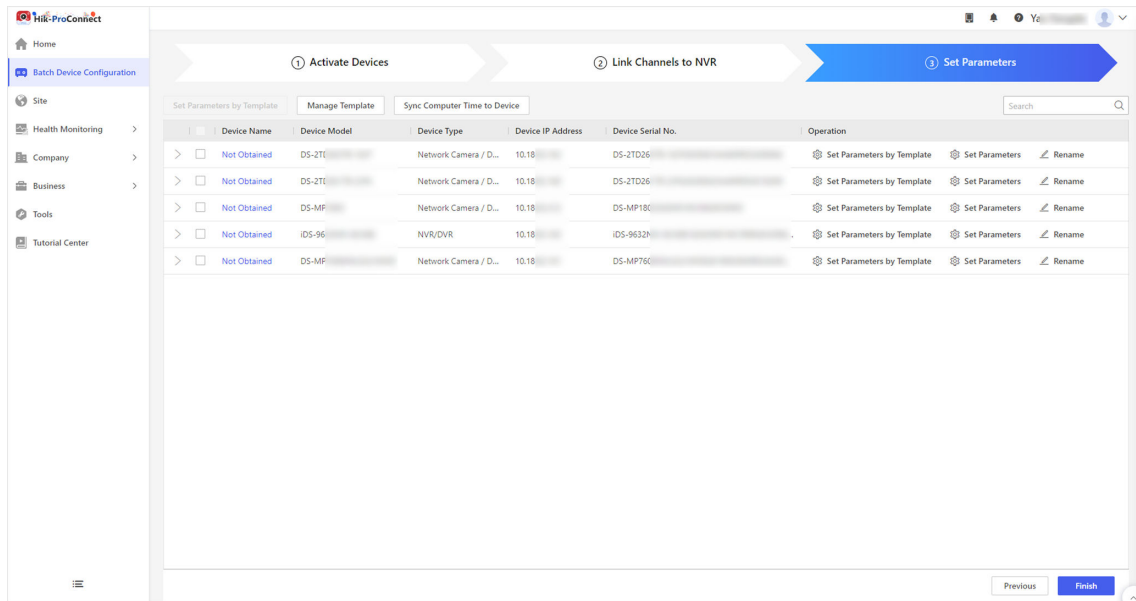 Hik-ProConnect
Home
Batch Device Configuration
Site
Health Monitoring
Company
Business
Tools
Tutorial Center
1 Activate Devices
2 Link Channels to NVR
3 Set Parameters
Set Parameters by Template Manage Template Sync Computer Time to Device Search
Device Name Device Model Device Type Device IP Address Device Serial No. Operation
Not Obtained Network Camera / D... 10.18 DS-2TD26 Set Parameters by Template Set Parameters Rename
Not Obtained Network Camera / D... 10.18 DS-2TD26 Set Parameters by Template Set Parameters Rename
Not Obtained DS-MP Network Camera / D... 10.18 DS-MP180 Set Parameters by Template Set Parameters Rename
Not Obtained iDS-96 NVR/DVR 10.18 iDS-9632N Set Parameters by Template Set Parameters Rename
Not Obtained DS-MP Network Camera / D... 10.18 DS-MP760 Set Parameters by Template Set Parameters Rename
Previous Finish